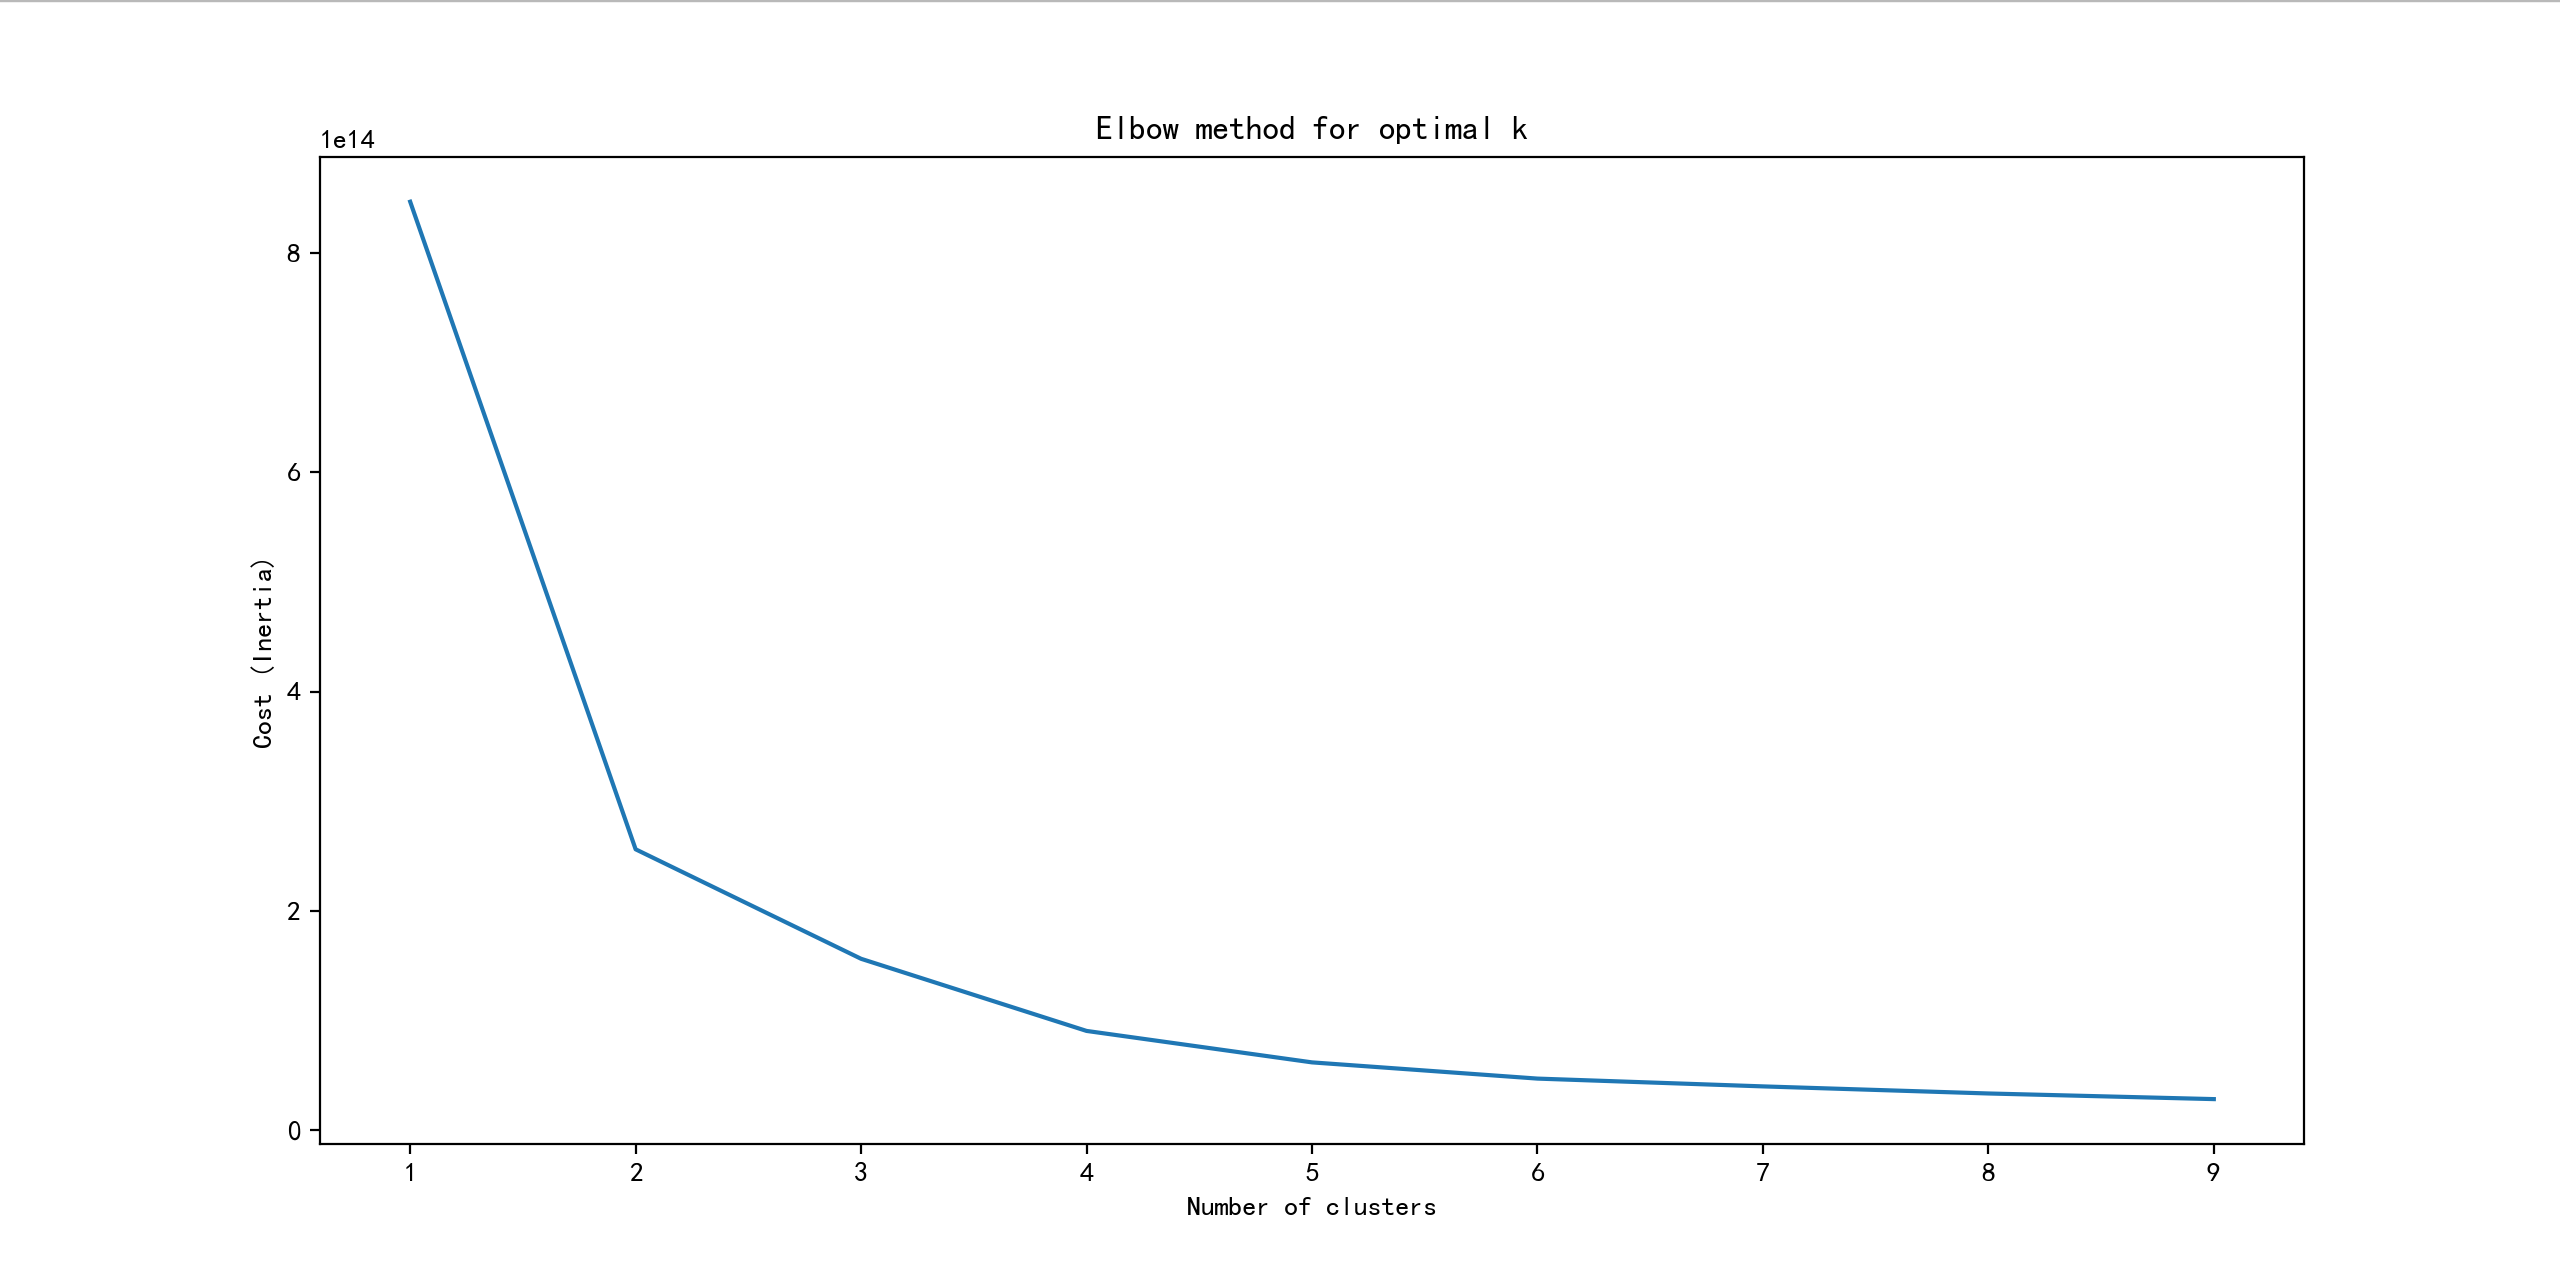 Elbow method for optimal k
1e14
8
6
4
2
0
Cost (Inertia)
1 2 3 4 5 6 7 8 9
Number of clusters